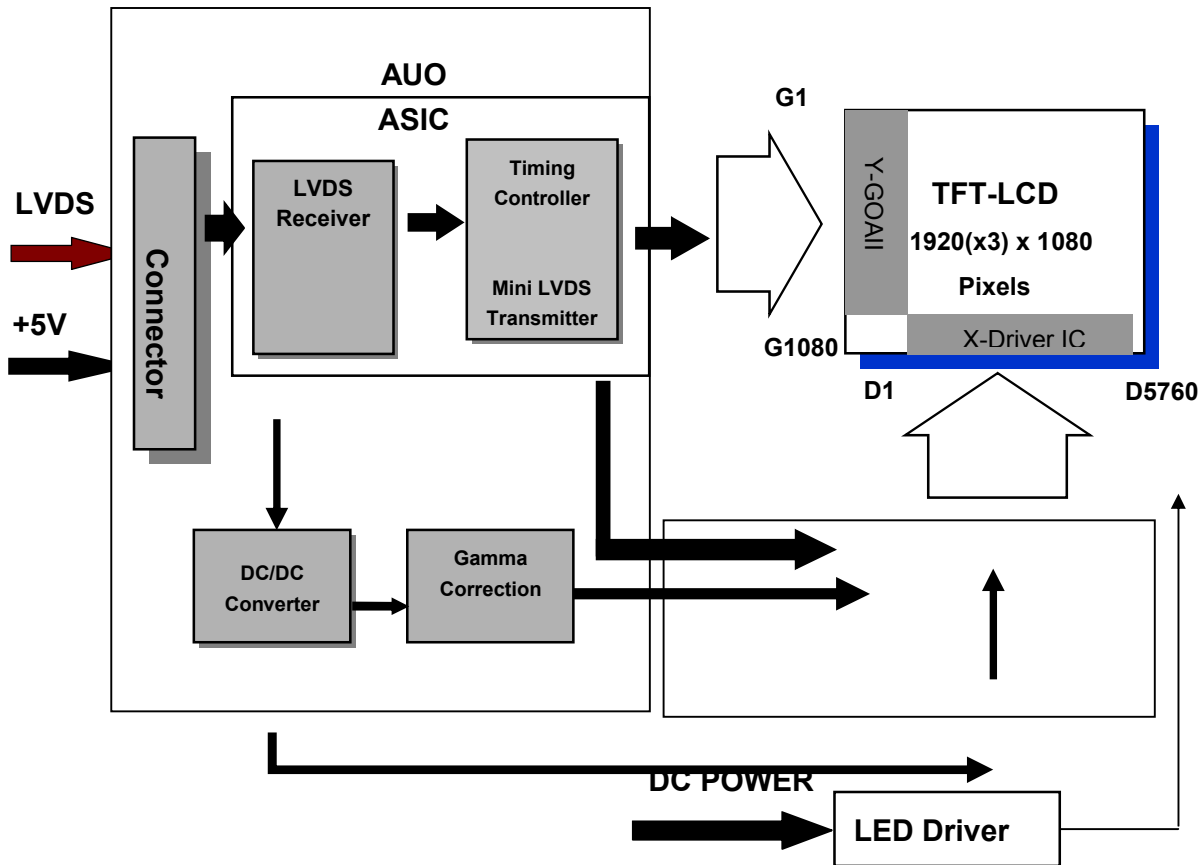 AUO
ASIC
LVDS
+5V
Connector
LVDS
Receiver
Timing
Controller
Mini LVDS
Transmitter
G1
G1080
Y-GOAII
TFT-LCD
1920(x3) x 1080
Pixels
X-Driver IC
D1
D5760
DC/DC
Converter
Gamma
Correction
DC POWER
LED Driver